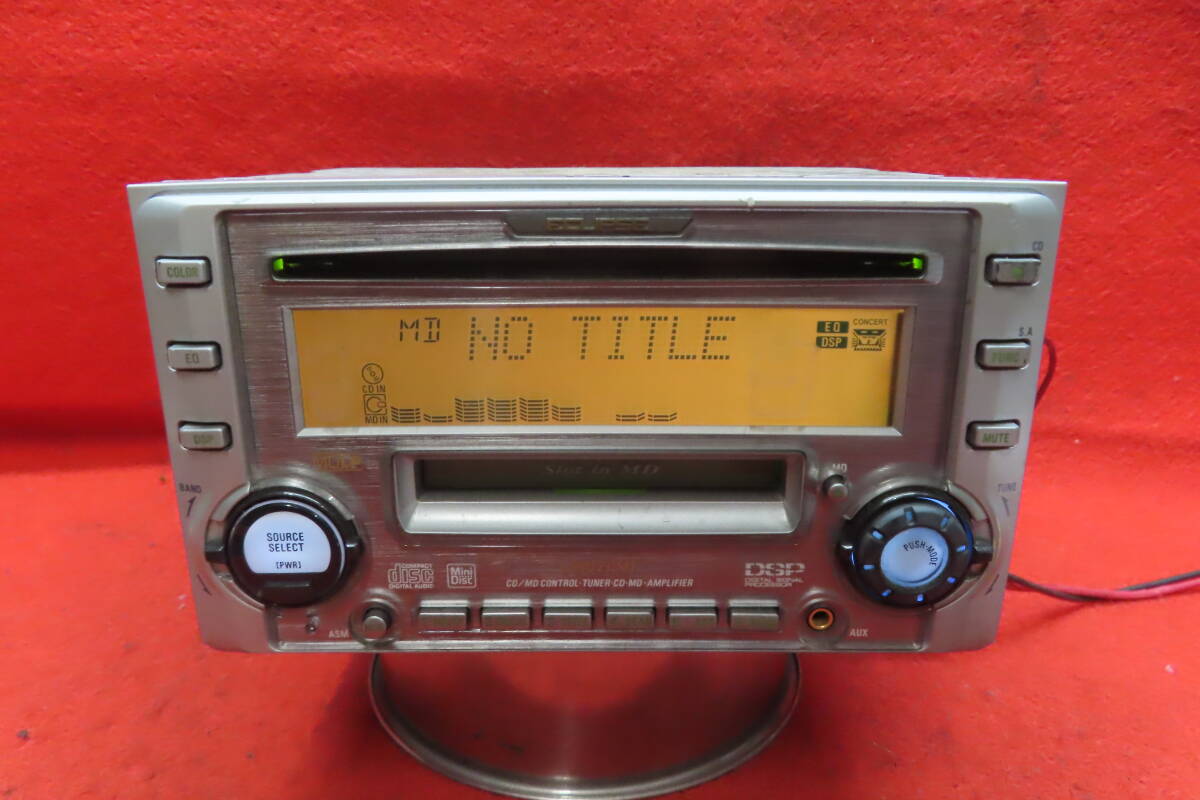 ECLIPSE
COLOR
CD
MD NO TITLE
EQ
DSP
CONCERT
CD IN
MD IN
EQ
S.A
FUNC
DSP
MUTE
MDLP
Slot in MD
MD
BAND
TUNE
SOURCE
SELECT
[PWR]
PUSH·MODE
COMPACT
disc
DIGITAL AUDIO
Mini
Disc
CD/MD CONTROL·TUNER·CD·MD·AMPLIFIER
DSP
DIGITAL SIGNAL
PROCESSOR
ASM
AUX